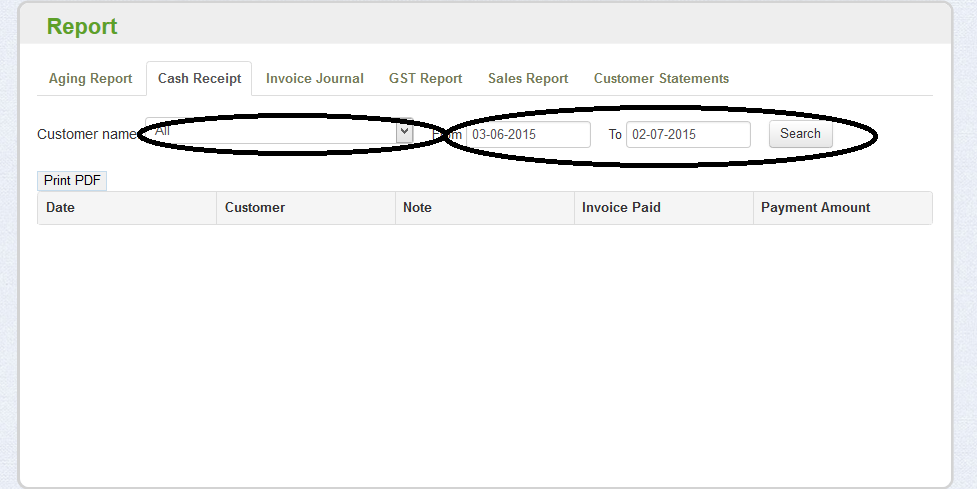 Report
Aging Report Cash Receipt Invoice Journal GST Report Sales Report Customer Statements
Customer name All From 03-06-2015 To 02-07-2015 Search
Print PDF
Date Customer Note Invoice Paid Payment Amount